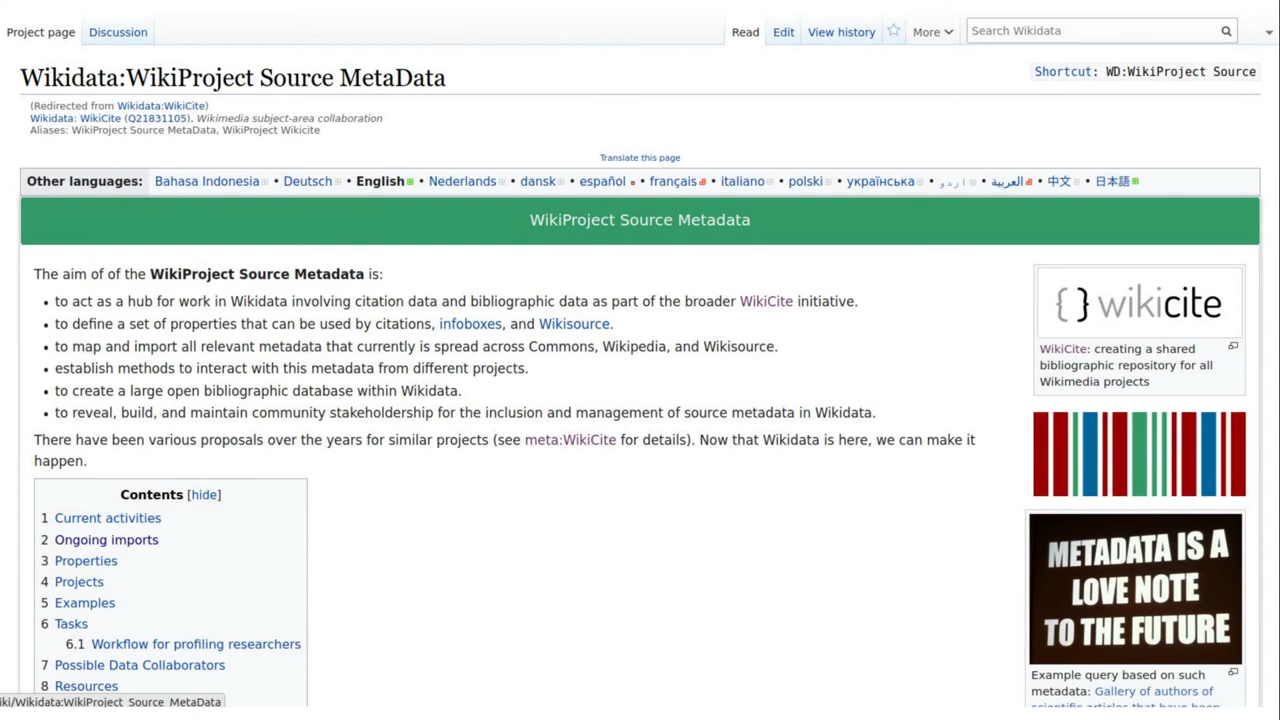 Project page
Discussion
Read
Edit
View history
More
Search Wikidata
Wikidata:WikiProject Source MetaData
Shortcut: WD:WikiProject Source
(Redirected from Wikidata:WikiCite)
Wikidata: WikiCite (Q21831105), Wikimedia subject-area collaboration
Aliases: WikiProject Source MetaData, WikiProject Wikicite
Translate this page
Other languages: Bahasa Indonesia • Deutsch • English • Nederlands • dansk • español • français • italiano • polski • українська • اردو • العربية • 中文 • 日本語
WikiProject Source Metadata
The aim of of the WikiProject Source Metadata is:
• to act as a hub for work in Wikidata involving citation data and bibliographic data as part of the broader WikiCite initiative.
• to define a set of properties that can be used by citations, infoboxes, and Wikisource.
• to map and import all relevant metadata that currently is spread across Commons, Wikipedia, and Wikisource.
• establish methods to interact with this metadata from different projects.
• to create a large open bibliographic database within Wikidata.
• to reveal, build, and maintain community stakeholdership for the inclusion and management of source metadata in Wikidata.
There have been various proposals over the years for similar projects (see meta:WikiCite for details). Now that Wikidata is here, we can make it
happen.
{ } wikicite
WikiCite: creating a shared
bibliographic repository for all
Wikimedia projects
METADATA IS A
LOVE NOTE
TO THE FUTURE
Example query based on such
metadata: Gallery of authors of
scientific articles that have been
Contents [hide]
1 Current activities
2 Ongoing imports
3 Properties
4 Projects
5 Examples
6 Tasks
6.1 Workflow for profiling researchers
7 Possible Data Collaborators
8 Resources
iki/Wikidata:WikiProject_Source_MetaData